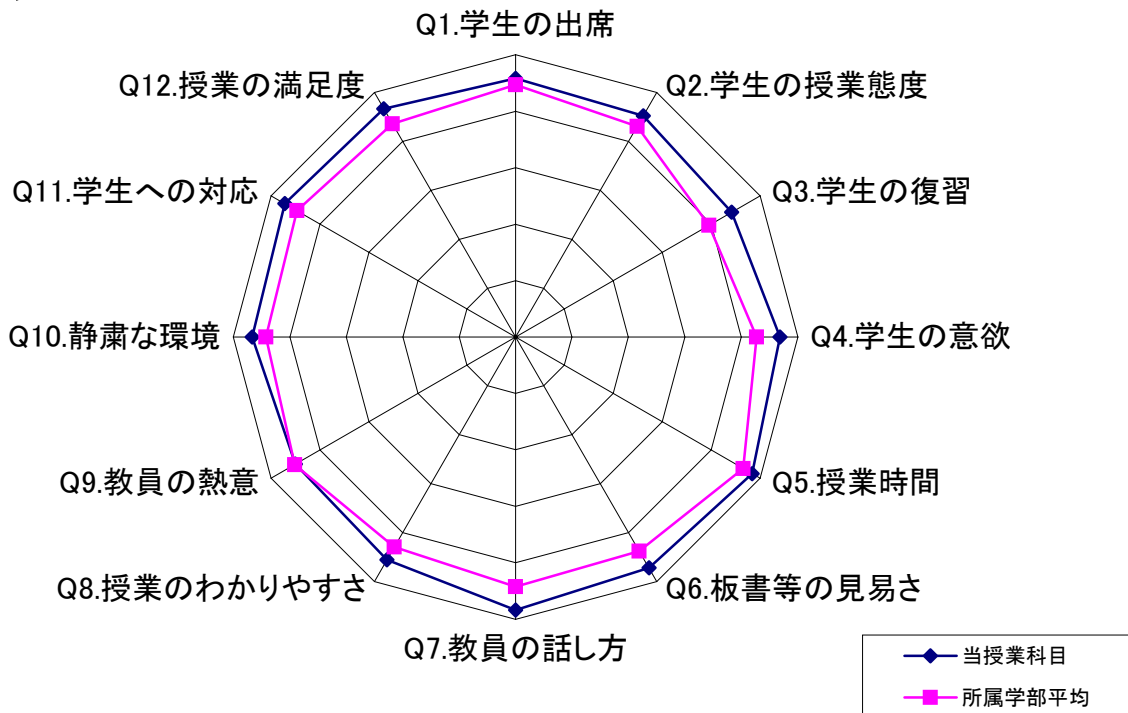 Q1.学生の出席
Q2.学生の授業態度
Q3.学生の復習
Q4.学生の意欲
Q5.授業時間
Q6.板書等の見易さ
Q7.教員の話し方
Q8.授業のわかりやすさ
Q9.教員の熱意
Q10.静粛な環境
Q11.学生への対応
Q12.授業の満足度
当授業科目
所属学部平均